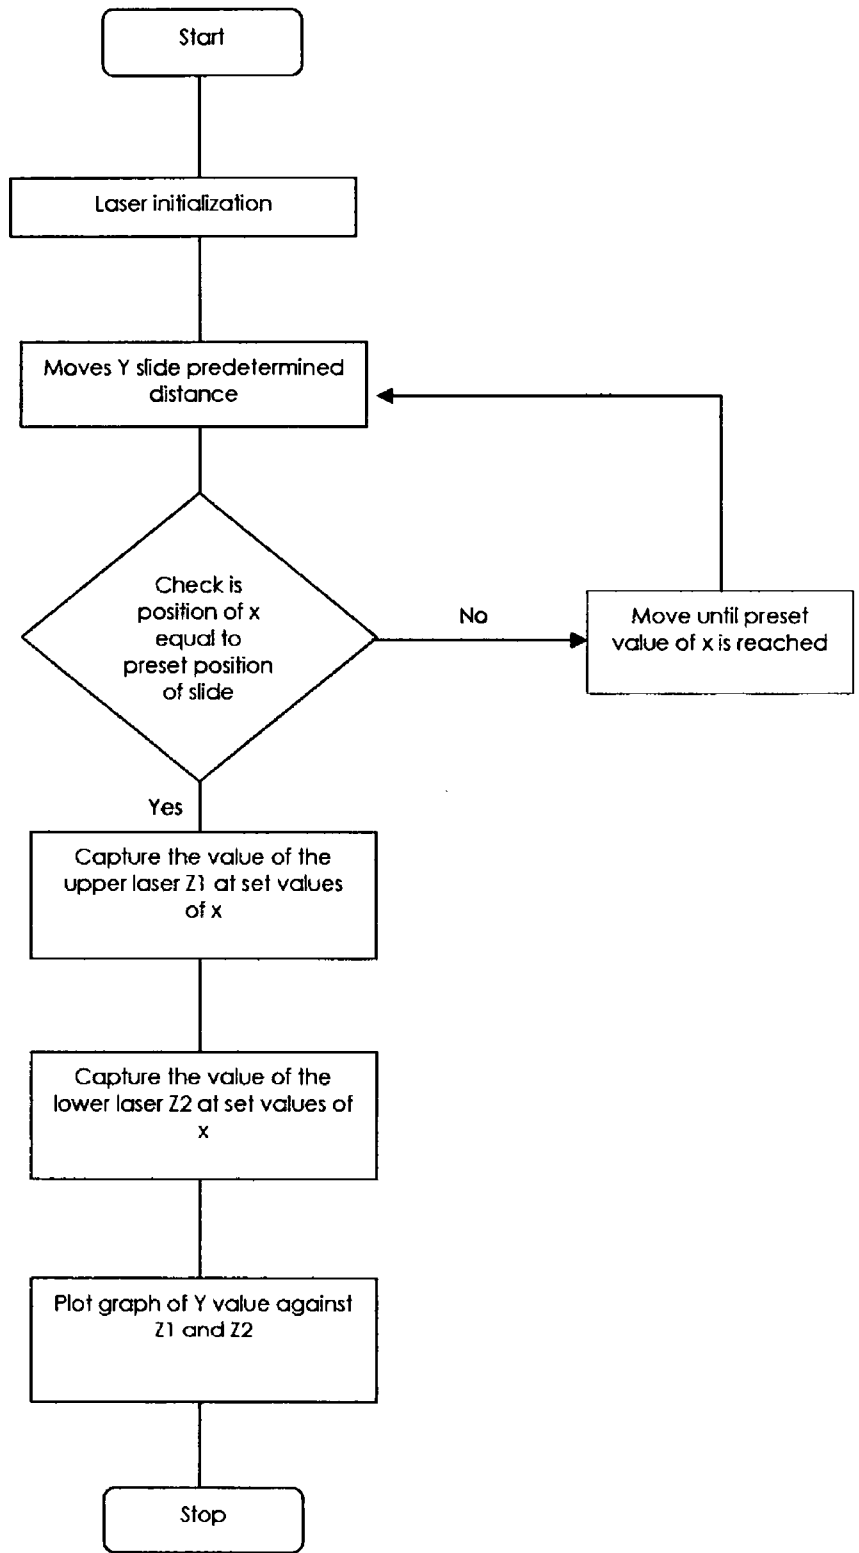 Start
Laser initialization
Moves Y slide predetermined
distance
Check is
position of x
equal to
preset position
of slide
No
Move until preset
value of x is reached
Yes
Capture the value of the
upper laser Z1 at set values
of x
Capture the value of the
lower laser Z2 at set values of
x
Plot graph of Y value against
Z1 and Z2
Stop